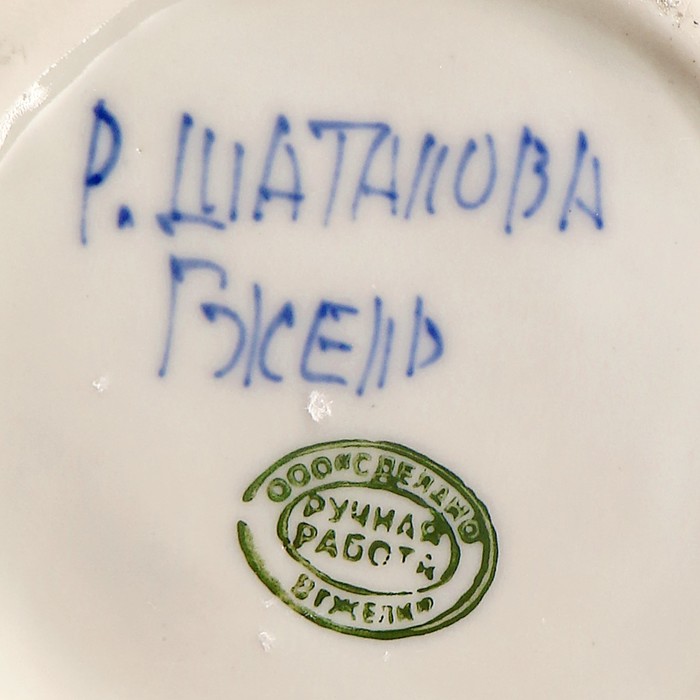 Р. ШАТАЛОВА
ГЖЕЛЬ
ООО «СДЕЛАНО
РУЧНАЯ
РАБОТА
В ГЖЕЛИ»